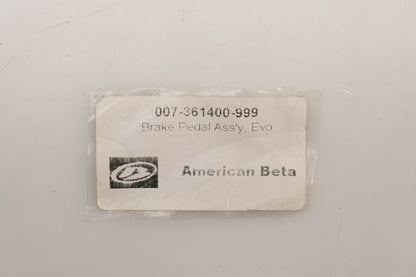 007-361400-999
Brake Pedal Ass'y, Evo
American Beta